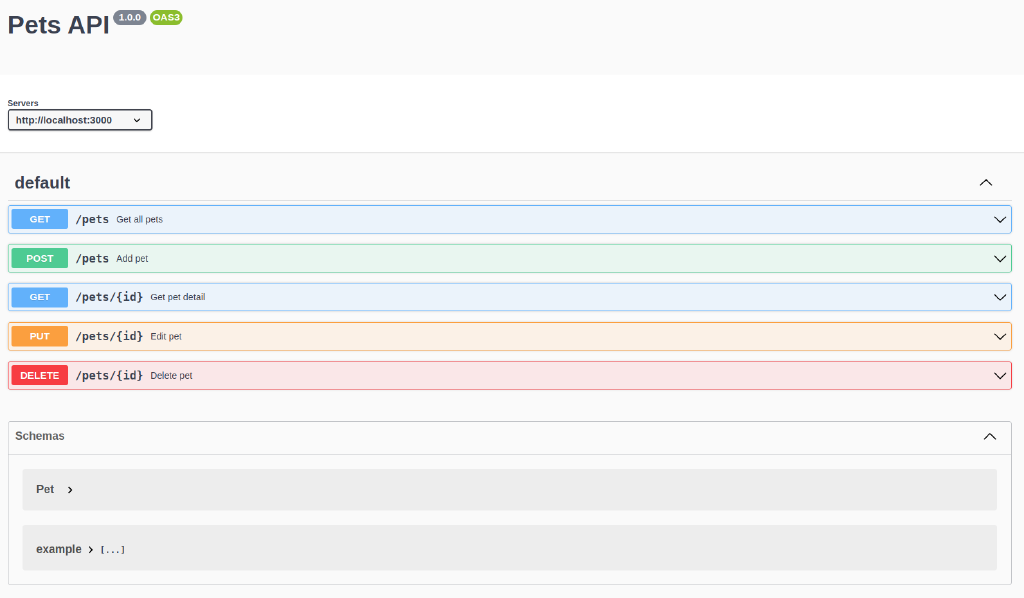 Pets API 1.0.0 OAS3
Servers
http://localhost:3000
default
GET /pets Get all pets
POST /pets Add pet
GET /pets/{id} Get pet detail
PUT /pets/{id} Edit pet
DELETE /pets/{id} Delete pet
Schemas
Pet
example [...]